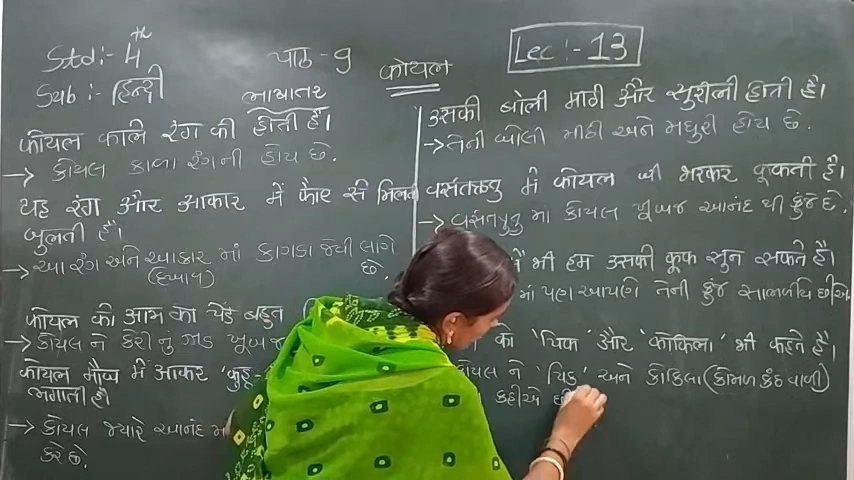 Std :- 4th
Sub :- हिन्दी
पाठ - 9
कोयल
Lec :- 13
ભાષાંતર
कोयल काले रंग की होती है।
→ કોયલ કાળા રંગની હોય છે.
यह रंग और आकार में कौए से मिलती
जुलती है।
→ આ રંગ અને આકાર માં કાગડા જેવી લાગે
(દેખાવ) છે.
कोयल को आम का पेड़ बहुत
→ કોયલ ને કેરી નું ઝાડ ખૂબજ
कोयल मौज में आकर 'कुहू-
लगाती है।
→ કોયલ જ્યારે આનંદ માં
કરે છે.
उसकी बोली मीठी और सुरीली होती है।
→ તેની બોલી મીઠી અને મધુરી હોય છે.
वसंतऋतु में कोयल जी भरकर कूकती है।
→ વસંતઋતુ માં કોયલ ખૂબજ આનંદ થી કુંજે છે.
में भी हम उसकी कूक सुन सकते हैं।
માં પણ આપણે તેની કુંજ સાંભળીએ છીએ
को 'पिक' और 'कोकिला' भी कहते हैं।
કોયલ ને 'પિક' અને કોકિલા (કોમળ કંઠ વાળી)
કહીએ છી